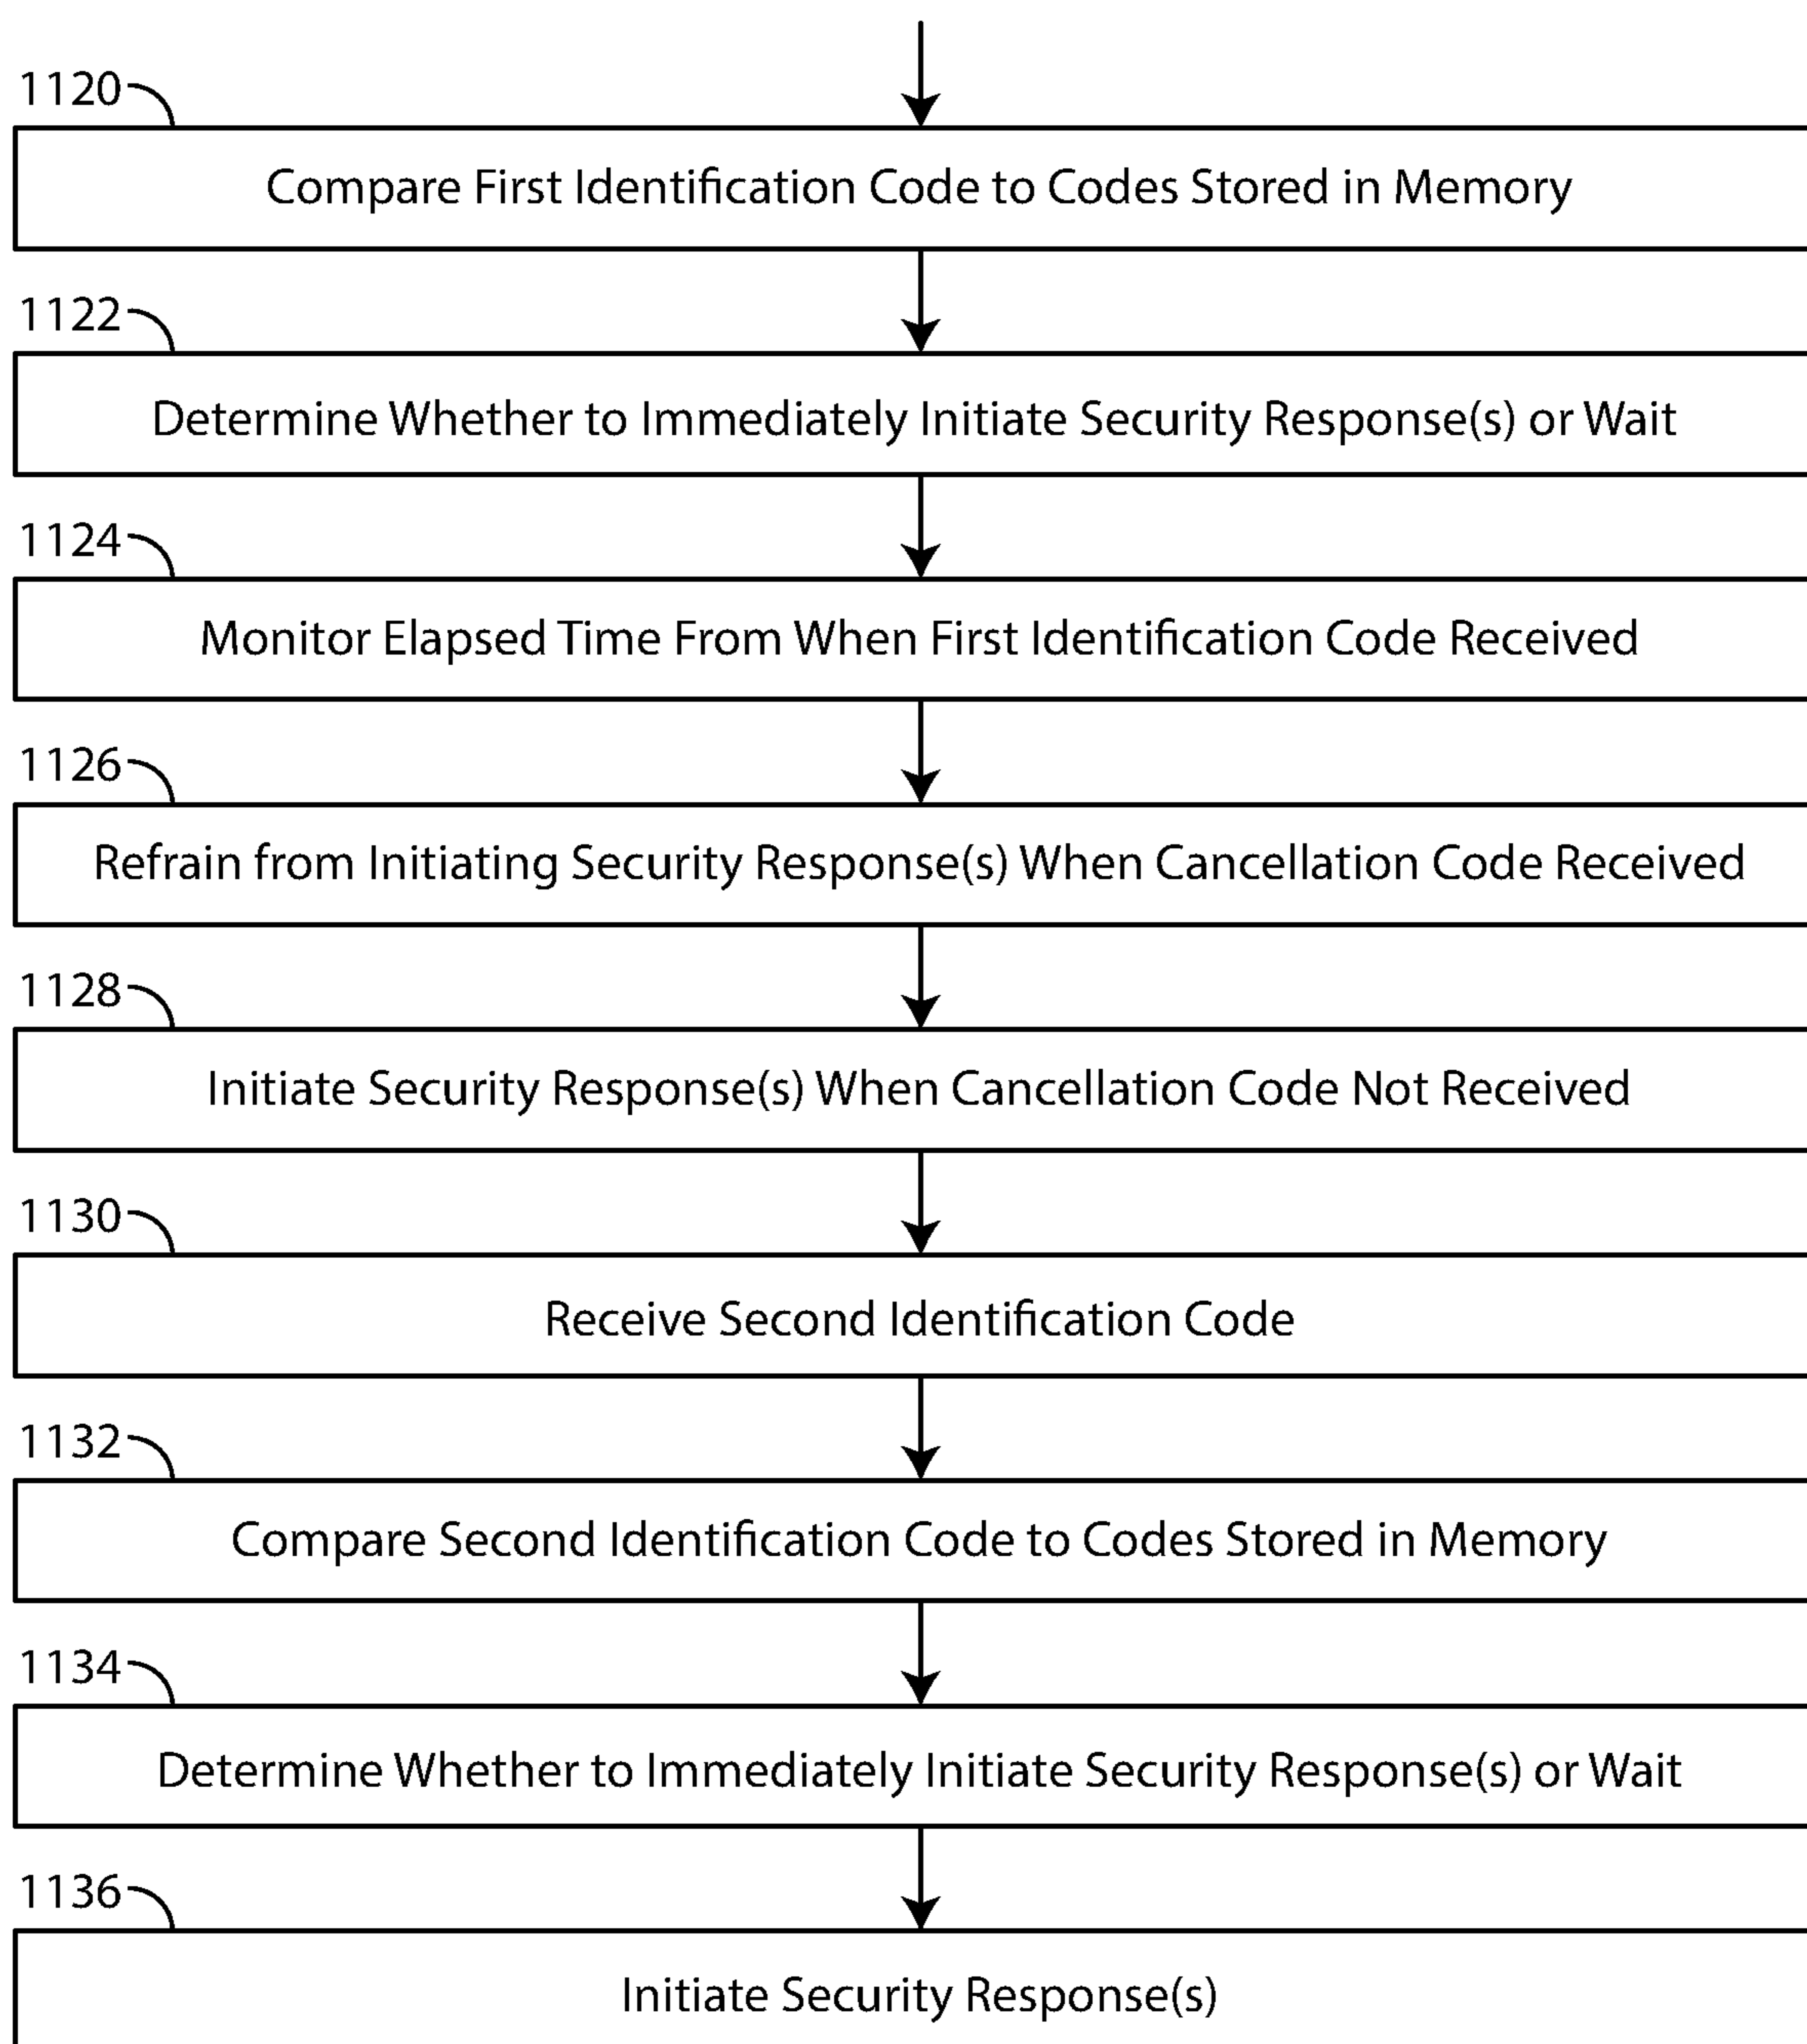 1120
Compare First Identification Code to Codes Stored in Memory
1122
Determine Whether to Immediately Initiate Security Response(s) or Wait
1124
Monitor Elapsed Time From When First Identification Code Received
1126
Refrain from Initiating Security Response(s) When Cancellation Code Received
1128
Initiate Security Response(s) When Cancellation Code Not Received
1130
Receive Second Identification Code
1132
Compare Second Identification Code to Codes Stored in Memory
1134
Determine Whether to Immediately Initiate Security Response(s) or Wait
1136
Initiate Security Response(s)